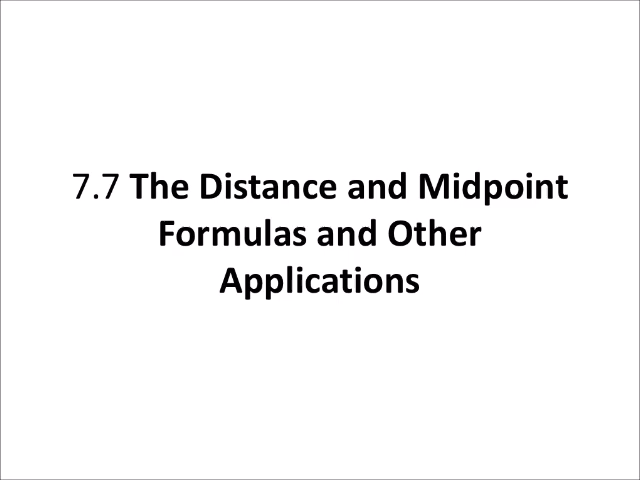 7.7 The Distance and Midpoint
Formulas and Other
Applications